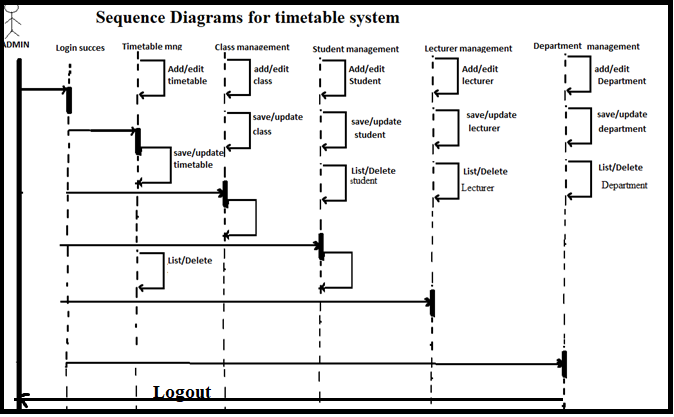 Sequence Diagrams for timetable system
ADMIN
Login succes
Timetable mng
Class management
Student management
Lecturer management
Department management
Add/edit
timetable
add/edit
class
Add/edit
Student
Add/edit
lecturer
add/edit
Department
save/update
class
save/update
student
save/update
lecturer
save/update
department
save/update
timetable
List/Delete
student
List/Delete
Lecturer
List/Delete
Department
List/Delete
Logout